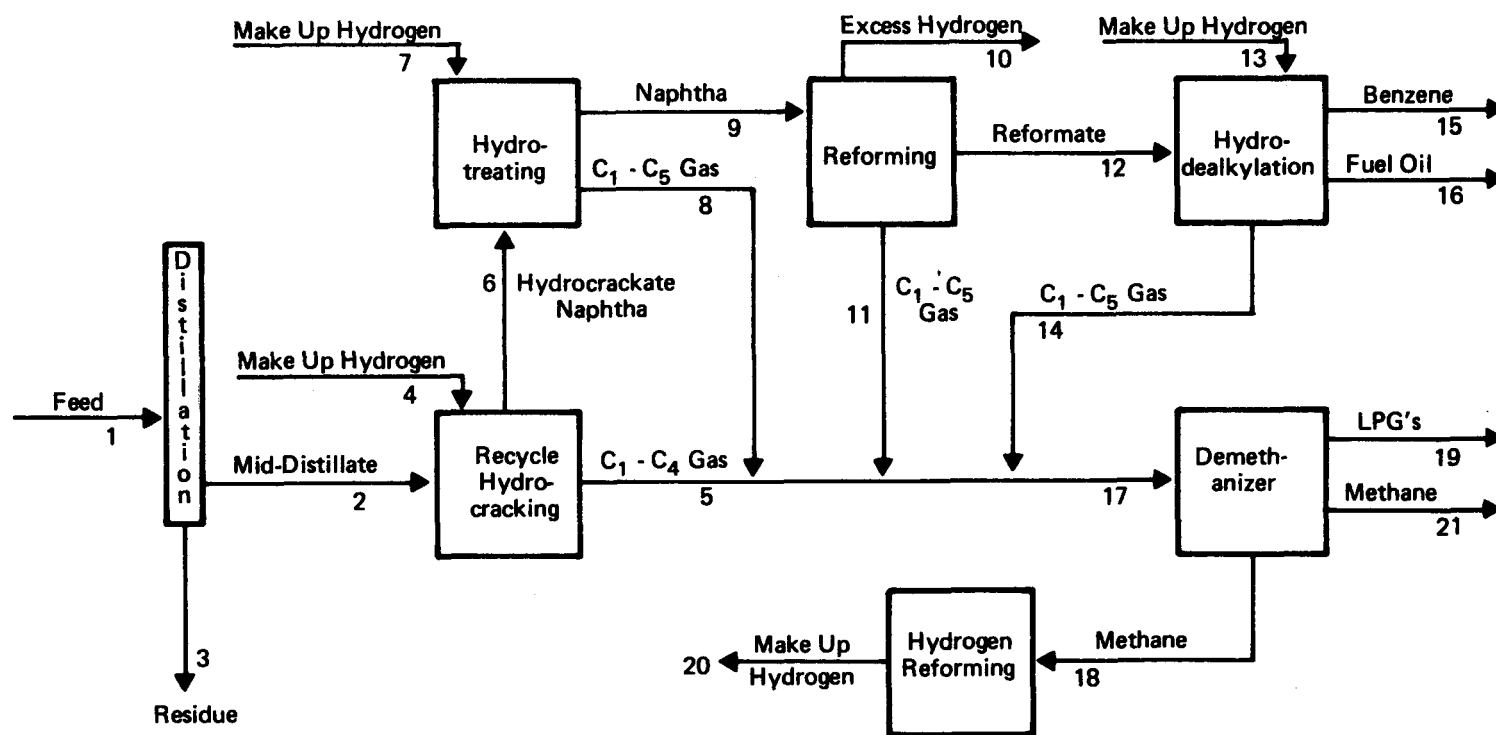 Make Up Hydrogen
7
Excess Hydrogen
10
Make Up Hydrogen
13
Hydro-
treating
Naphtha
9
C1 - C5 Gas
8
Reforming
Reformate
12
Hydro-
dealkylation
Benzene
15
Fuel Oil
16
6
Hydrocrackate
Naphtha
11
C1 - C5
Gas
C1 - C5 Gas
14
Distillation
Make Up Hydrogen
4
Feed
1
Mid-Distillate
2
Recycle
Hydro-
cracking
C1 - C4 Gas
5
17
Demeth-
anizer
LPG's
19
Methane
21
3
Residue
20
Make Up
Hydrogen
Hydrogen
Reforming
Methane
18